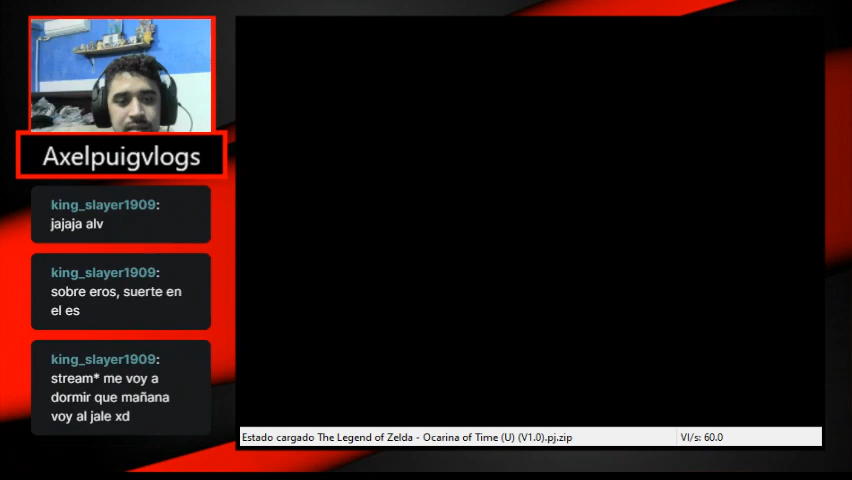 Axelpuigvlogs
king_slayer1909:
jajaja alv
king_slayer1909:
sobre eros, suerte en
el es
king_slayer1909:
stream* me voy a
dormir que mañana
voy al jale xd
Estado cargado The Legend of Zelda - Ocarina of Time (U) (V1.0).pj.zip
VI/s: 60.0